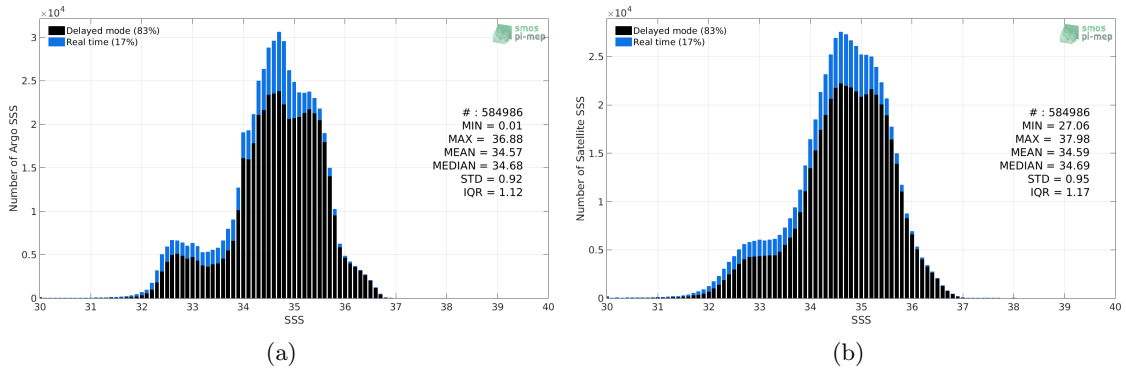 ×10^4
Delayed mode (83%)
Real time (17%)
smos
pi-mep
# : 584986
MIN = 0.01
MAX = 36.88
MEAN = 34.57
MEDIAN = 34.68
STD = 0.92
IQR = 1.12
Number of Argo SSS
3
2.5
2
1.5
1
0.5
0
30 31 32 33 34 35 36 37 38 39 40
SSS
(a)
×10^4
Delayed mode (83%)
Real time (17%)
smos
pi-mep
# : 584986
MIN = 27.06
MAX = 37.98
MEAN = 34.59
MEDIAN = 34.69
STD = 0.95
IQR = 1.17
Number of Satellite SSS
2.5
2
1.5
1
0.5
0
30 31 32 33 34 35 36 37 38 39 40
SSS
(b)